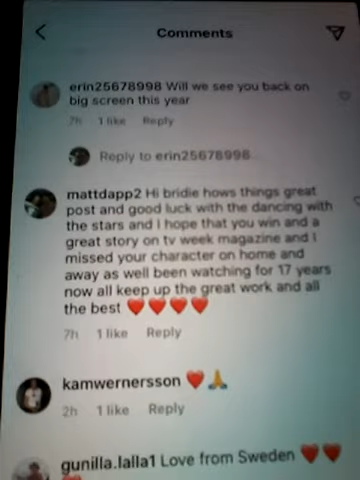 Comments
erin25678998 Will we see you back on
big screen this year
7h 1 like Reply
Reply to erin25678998
mattdapp2 Hi bridie hows things great
post and good luck with the dancing with
the stars and I hope that you win and a
great story on tv week magazine and I
missed your character on home and
away as well been watching for 17 years
now all keep up the great work and all
the best ❤️❤️❤️❤️
7h 1 like Reply
kamwernersson ❤️🙏
2h 1 like Reply
gunilla.lalla1 Love from Sweden ❤️❤️
❤️